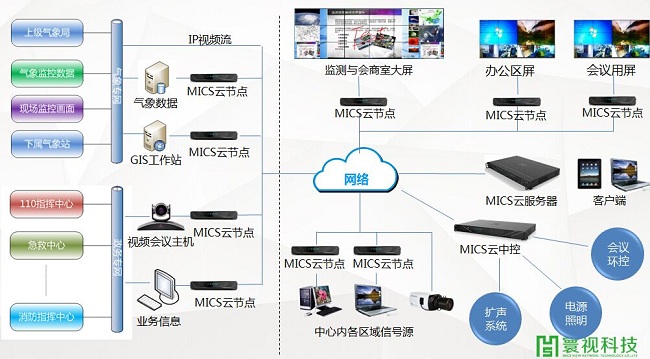 上级气象局
气象监控数据
现场监控画面
下属气象站
气象专网
IP视频流
气象数据
MICS云节点
GIS工作站
MICS云节点
110指挥中心
急救中心
消防指挥中心
政务专网
视频会议主机
MICS云节点
业务信息
MICS云节点
监测与会商室大屏
办公区屏
会议用屏
MICS云节点
MICS云节点
MICS云节点
网络
MICS云服务器
客户端
MICS云中控
MICS云节点
MICS云节点
中心内各区域信号源
会议
环控
扩声
系统
电源
照明
寰视科技